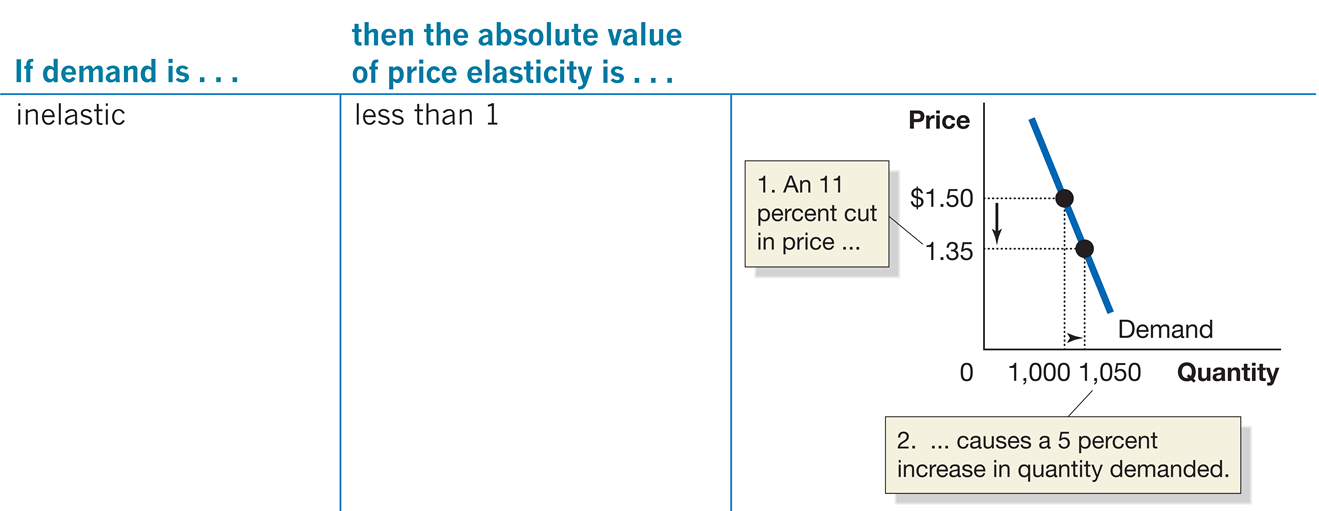 If demand is . . .
then the absolute value
of price elasticity is . . .
inelastic
less than 1
Price
1. An 11
percent cut
in price ...
$1.50
1.35
Demand
0
1,000
1,050
Quantity
2. ... causes a 5 percent
increase in quantity demanded.